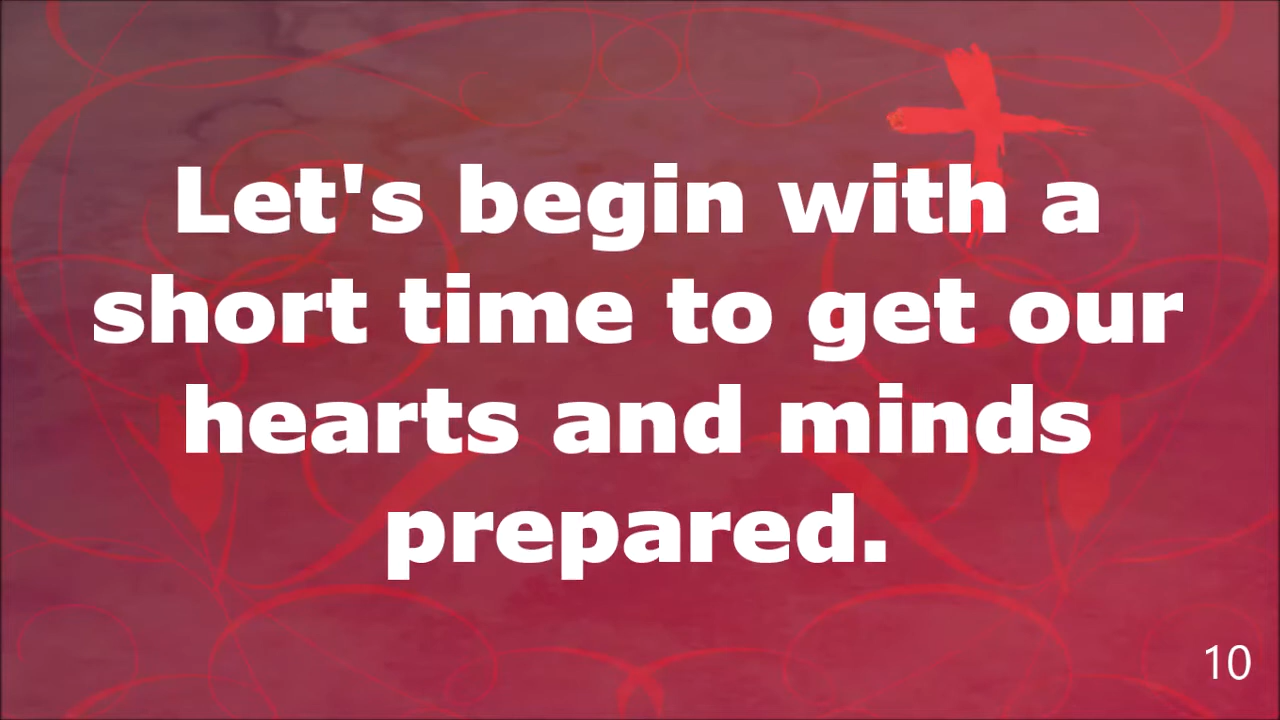 Let's begin with a
short time to get our
hearts and minds
prepared.
10